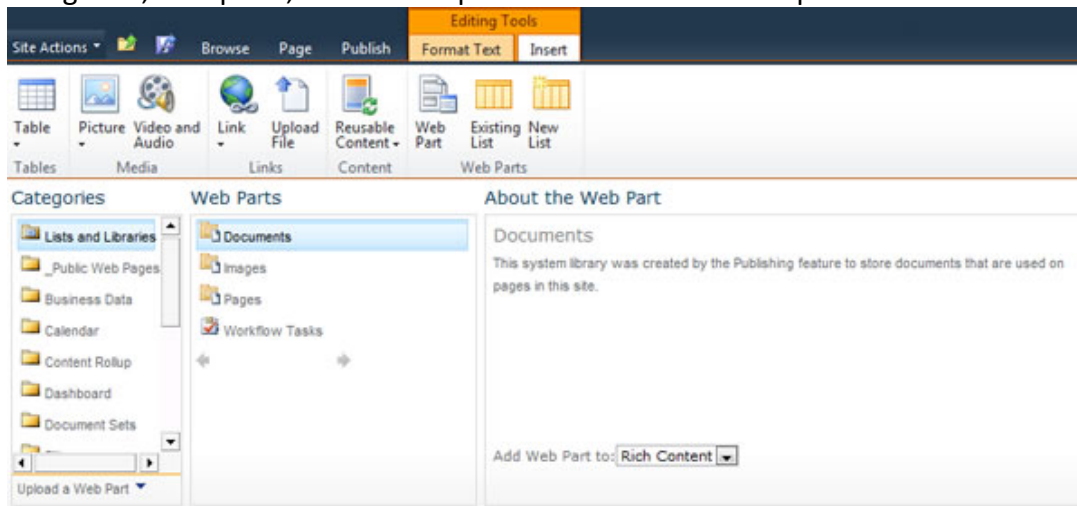 Editing Tools
Site Actions Browse Page Publish Format Text Insert
Table Picture Video and Audio Link Upload File Reusable Content Web Part Existing List New List
Tables Media Links Content Web Parts
Categories Web Parts About the Web Part
Lists and Libraries
_Public Web Pages
Business Data
Calendar
Content Rollup
Dashboard
Document Sets
Upload a Web Part
Documents
Images
Pages
Workflow Tasks
Documents
This system library was created by the Publishing feature to store documents that are used on
pages in this site.
Add Web Part to: Rich Content